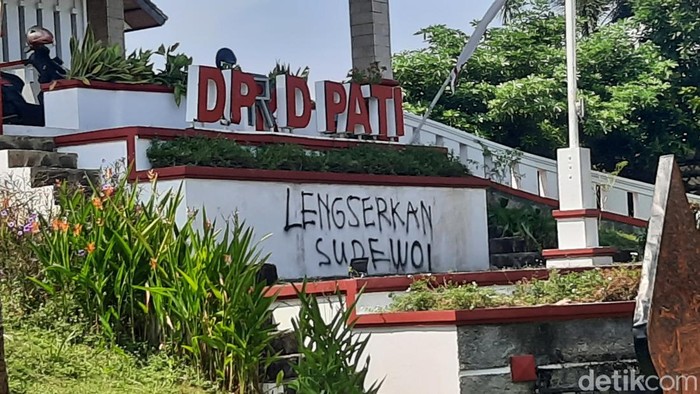 DPRD PATI
LENGSERKAN
SUDEWO!
detikcom